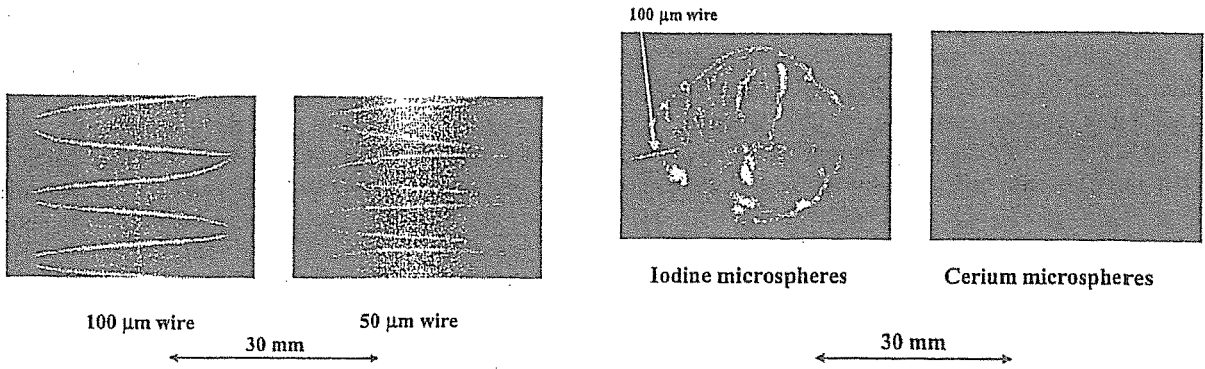 100 μm wire
Iodine microspheres
Cerium microspheres
100 μm wire
50 μm wire
30 mm
30 mm